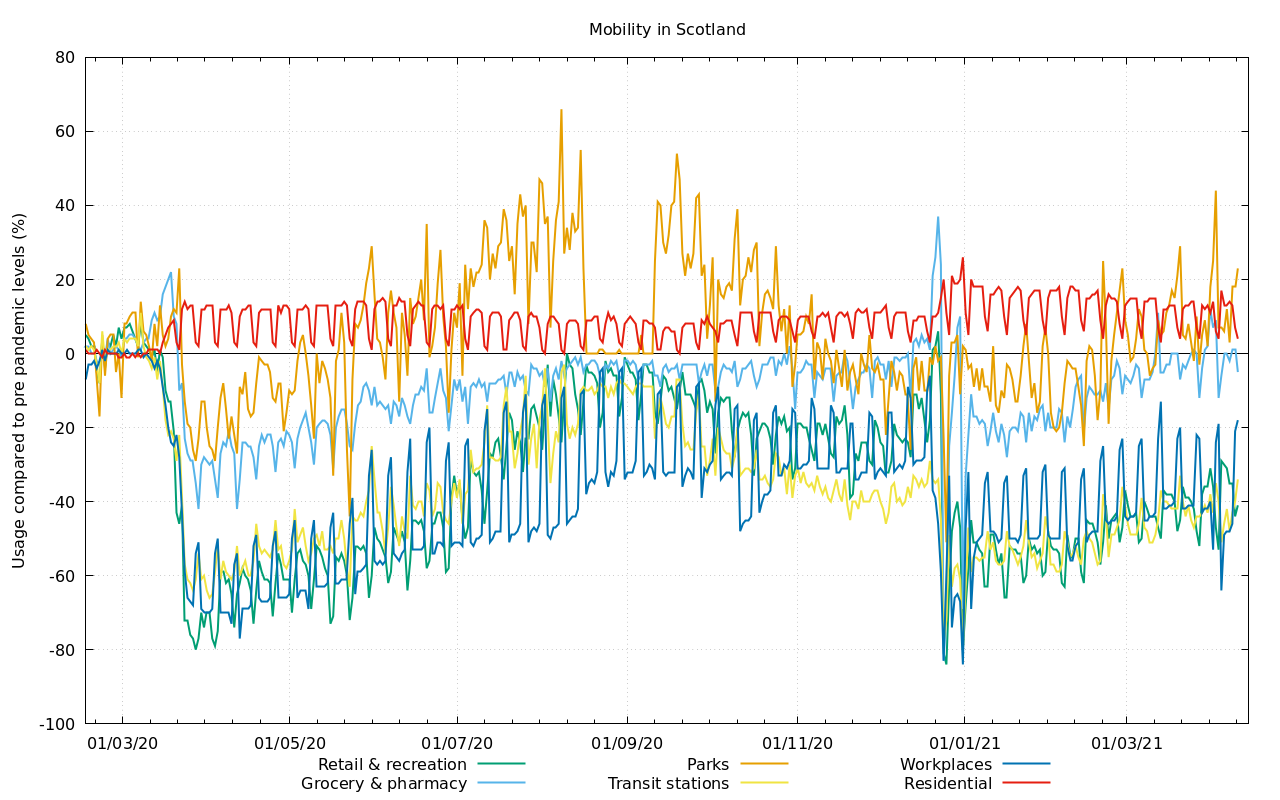 Mobility in Scotland
Usage compared to pre pandemic levels (%)
80
60
40
20
0
-20
-40
-60
-80
-100
01/03/20 01/05/20 01/07/20 01/09/20 01/11/20 01/01/21 01/03/21
Retail & recreation Parks Workplaces
Grocery & pharmacy Transit stations Residential